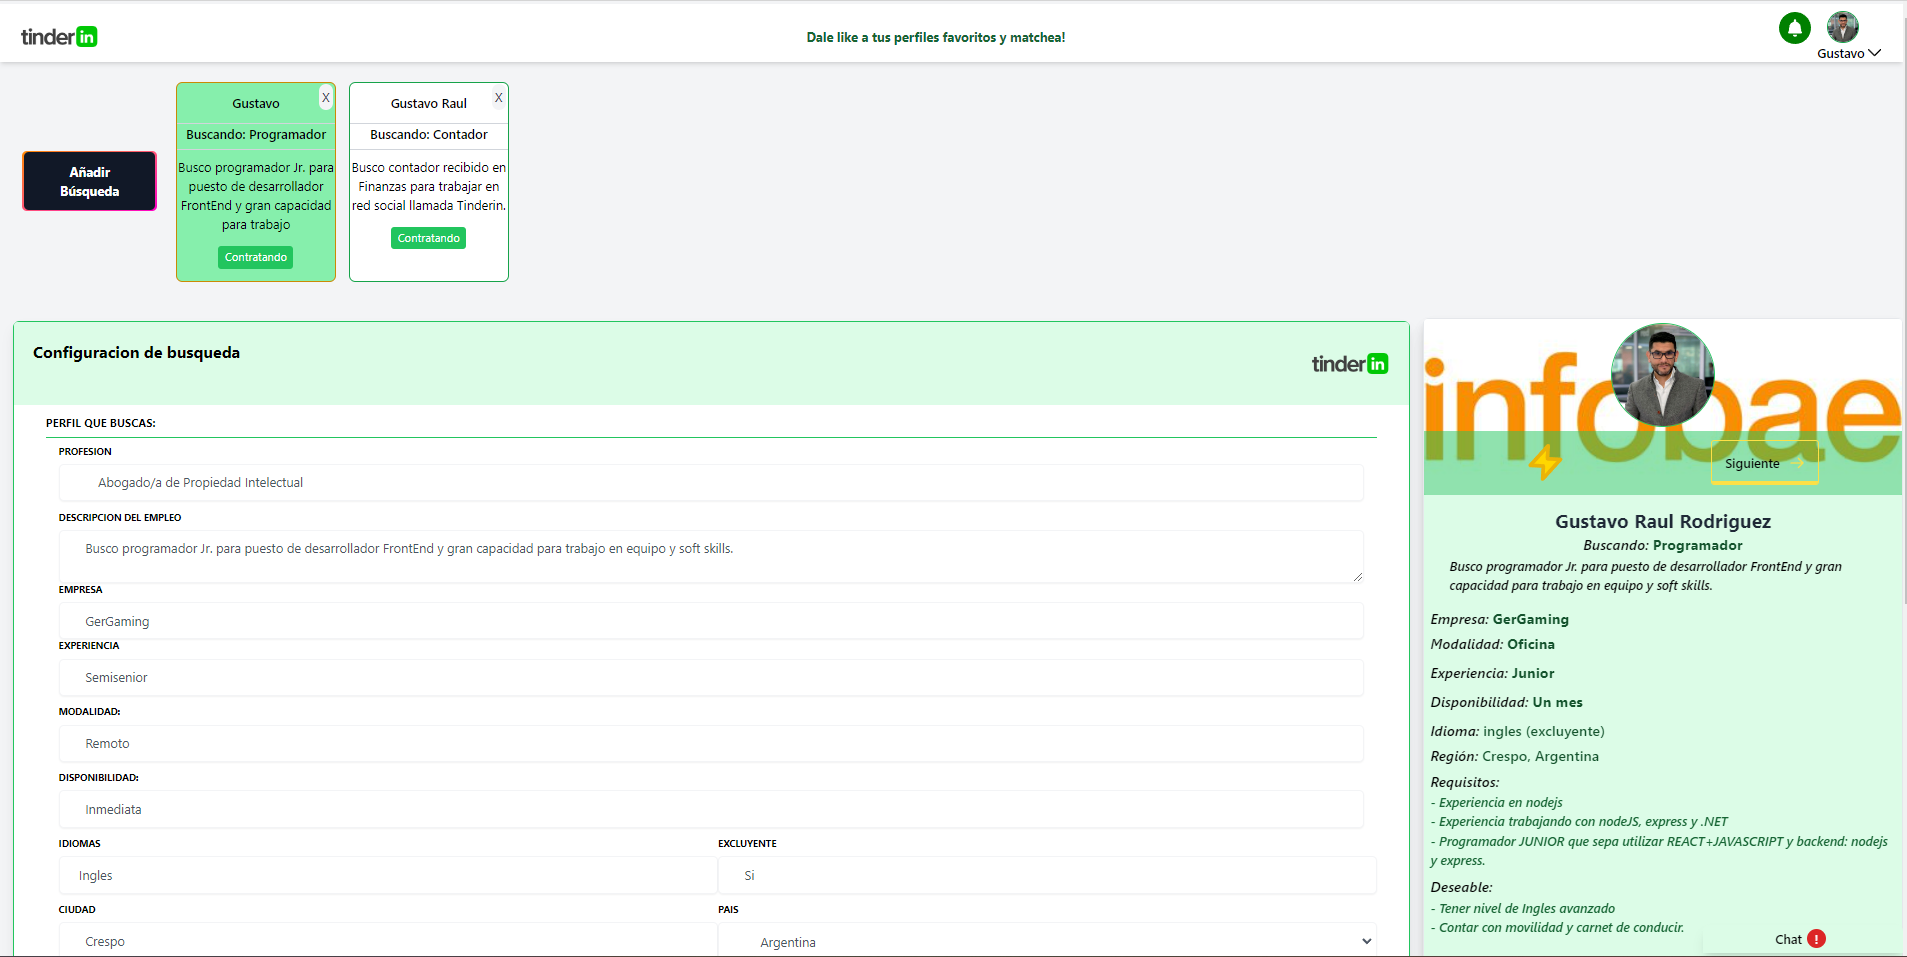 tinder in
Dale like a tus perfiles favoritos y matchea!
Gustavo
Añadir
Búsqueda
Gustavo
X
Buscando: Programador
Busco programador Jr. para
puesto de desarrollador
FrontEnd y gran capacidad
para trabajo
Contratando
Gustavo Raul
X
Buscando: Contador
Busco contador recibido en
Finanzas para trabajar en
red social llamada Tinderin.
Contratando
Configuracion de busqueda
tinder in
PERFIL QUE BUSCAS:
PROFESION
Abogado/a de Propiedad Intelectual
DESCRIPCION DEL EMPLEO
Busco programador Jr. para puesto de desarrollador FrontEnd y gran capacidad para trabajo en equipo y soft skills.
EMPRESA
GerGaming
EXPERIENCIA
Semisenior
MODALIDAD:
Remoto
DISPONIBILIDAD:
Inmediata
IDIOMAS
EXCLUYENTE
Ingles
Si
CIUDAD
PAIS
Crespo
Argentina
infobae
Siguiente
Gustavo Raul Rodriguez
Buscando: Programador
Busco programador Jr. para puesto de desarrollador FrontEnd y gran
capacidad para trabajo en equipo y soft skills.
Empresa: GerGaming
Modalidad: Oficina
Experiencia: Junior
Disponibilidad: Un mes
Idioma: ingles (excluyente)
Región: Crespo, Argentina
Requisitos:
- Experiencia en nodejs
- Experiencia trabajando con nodeJS, express y .NET
- Programador JUNIOR que sepa utilizar REACT+JAVASCRIPT y backend: nodejs
y express.
Deseable:
- Tener nivel de Ingles avanzado
- Contar con movilidad y carnet de conducir.
Chat !